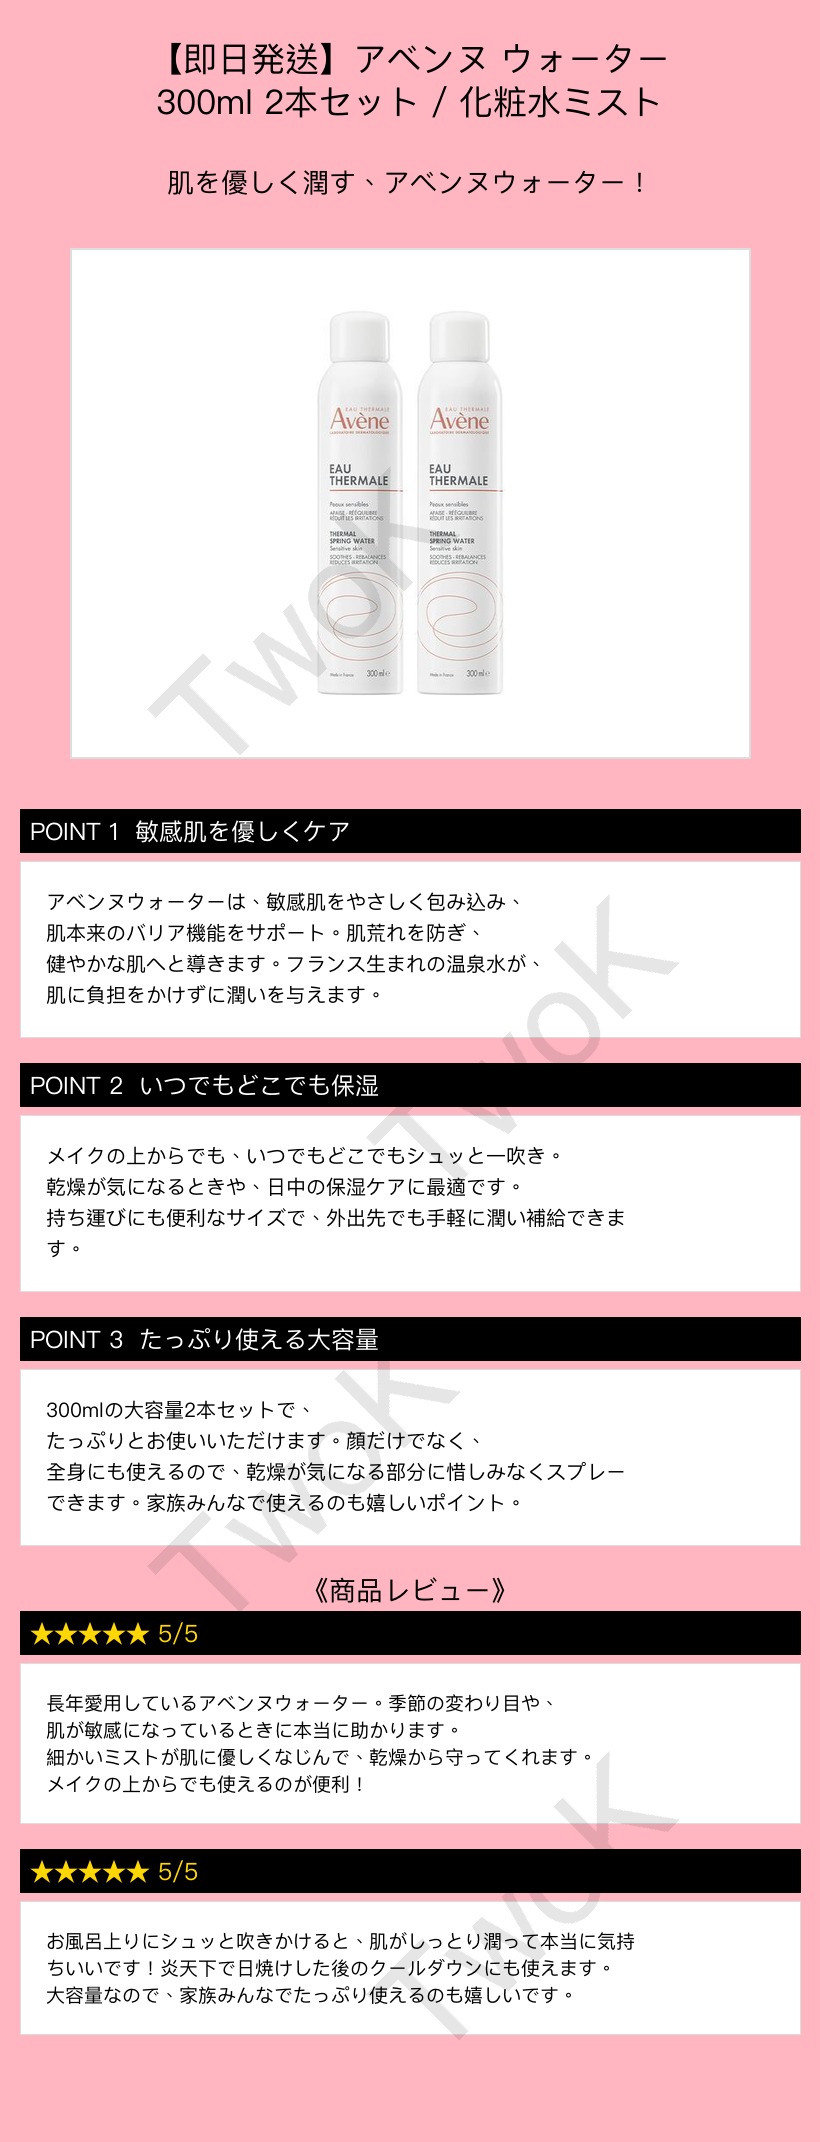 【即日発送】アベンヌ ウォーター
300ml 2本セット / 化粧水ミスト
肌を優しく潤す、アベンヌウォーター！
EAU THERMALE EAU THERMALE
Avène Avène
LABORATOIRE DERMATOLOGIQUE LABORATOIRE DERMATOLOGIQUE
EAU EAU
THERMALE THERMALE
Peaux sensibles Peaux sensibles
APAISE - RÉÉQUILIBRE APAISE - RÉÉQUILIBRE
RÉDUIT LES IRRITATIONS RÉDUIT LES IRRITATIONS
THERMAL THERMAL
SPRING WATER SPRING WATER
Sensitive skin Sensitive skin
SOOTHES - REBALANCES SOOTHES - REBALANCES
REDUCES IRRITATION REDUCES IRRITATION
Made in France 300 ml e Made in France 300 ml e
TwoK
POINT 1 敏感肌を優しくケア
アベンヌウォーターは、敏感肌をやさしく包み込み、
肌本来のバリア機能をサポート。肌荒れを防ぎ、
健やかな肌へと導きます。フランス生まれの温泉水が、
肌に負担をかけずに潤いを与えます。
TwoK
POINT 2 いつでもどこでも保湿
メイクの上からでも、いつでもどこでもシュッと一吹き。
乾燥が気になるときや、日中の保湿ケアに最適です。
持ち運びにも便利なサイズで、外出先でも手軽に潤い補給できま
す。
POINT 3 たっぷり使える大容量
300mlの大容量2本セットで、
たっぷりとお使いいただけます。顔だけでなく、
全身にも使えるので、乾燥が気になる部分に惜しみなくスプレー
できます。家族みんなで使えるのも嬉しいポイント。
TwoK
《商品レビュー》
★★★★★ 5/5
長年愛用しているアベンヌウォーター。季節の変わり目や、
肌が敏感になっているときに本当に助かります。
細かいミストが肌に優しくなじんで、乾燥から守ってくれます。
メイクの上からでも使えるのが便利！
★★★★★ 5/5
お風呂上りにシュッと吹きかけると、肌がしっとり潤って本当に気持
ちいいです！炎天下で日焼けした後のクールダウンにも使えます。
大容量なので、家族みんなでたっぷり使えるのも嬉しいです。
TwoK